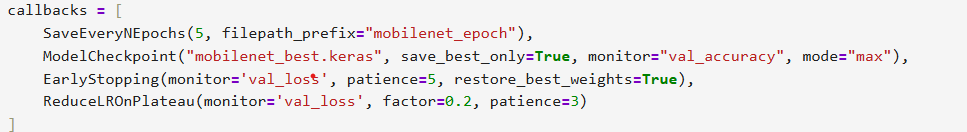 callbacks = [
    SaveEveryNEpochs(5, filepath_prefix="mobilenet_epoch"),
    ModelCheckpoint("mobilenet_best.keras", save_best_only=True, monitor="val_accuracy", mode="max"),
    EarlyStopping(monitor='val_loss', patience=5, restore_best_weights=True),
    ReduceLROnPlateau(monitor='val_loss', factor=0.2, patience=3)
]